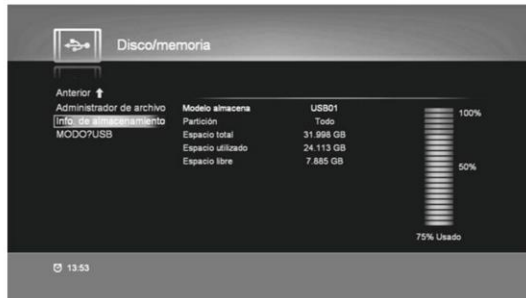 Disco/memoria
Anterior
Administrador de archivo
Info. de almacenamiento
MODO?USB
Modelo almacena USB01
Partición Todo
Espacio total 31.998 GB
Espacio utilizado 24.113 GB
Espacio libre 7.885 GB
100%
50%
75% Usado
13:53